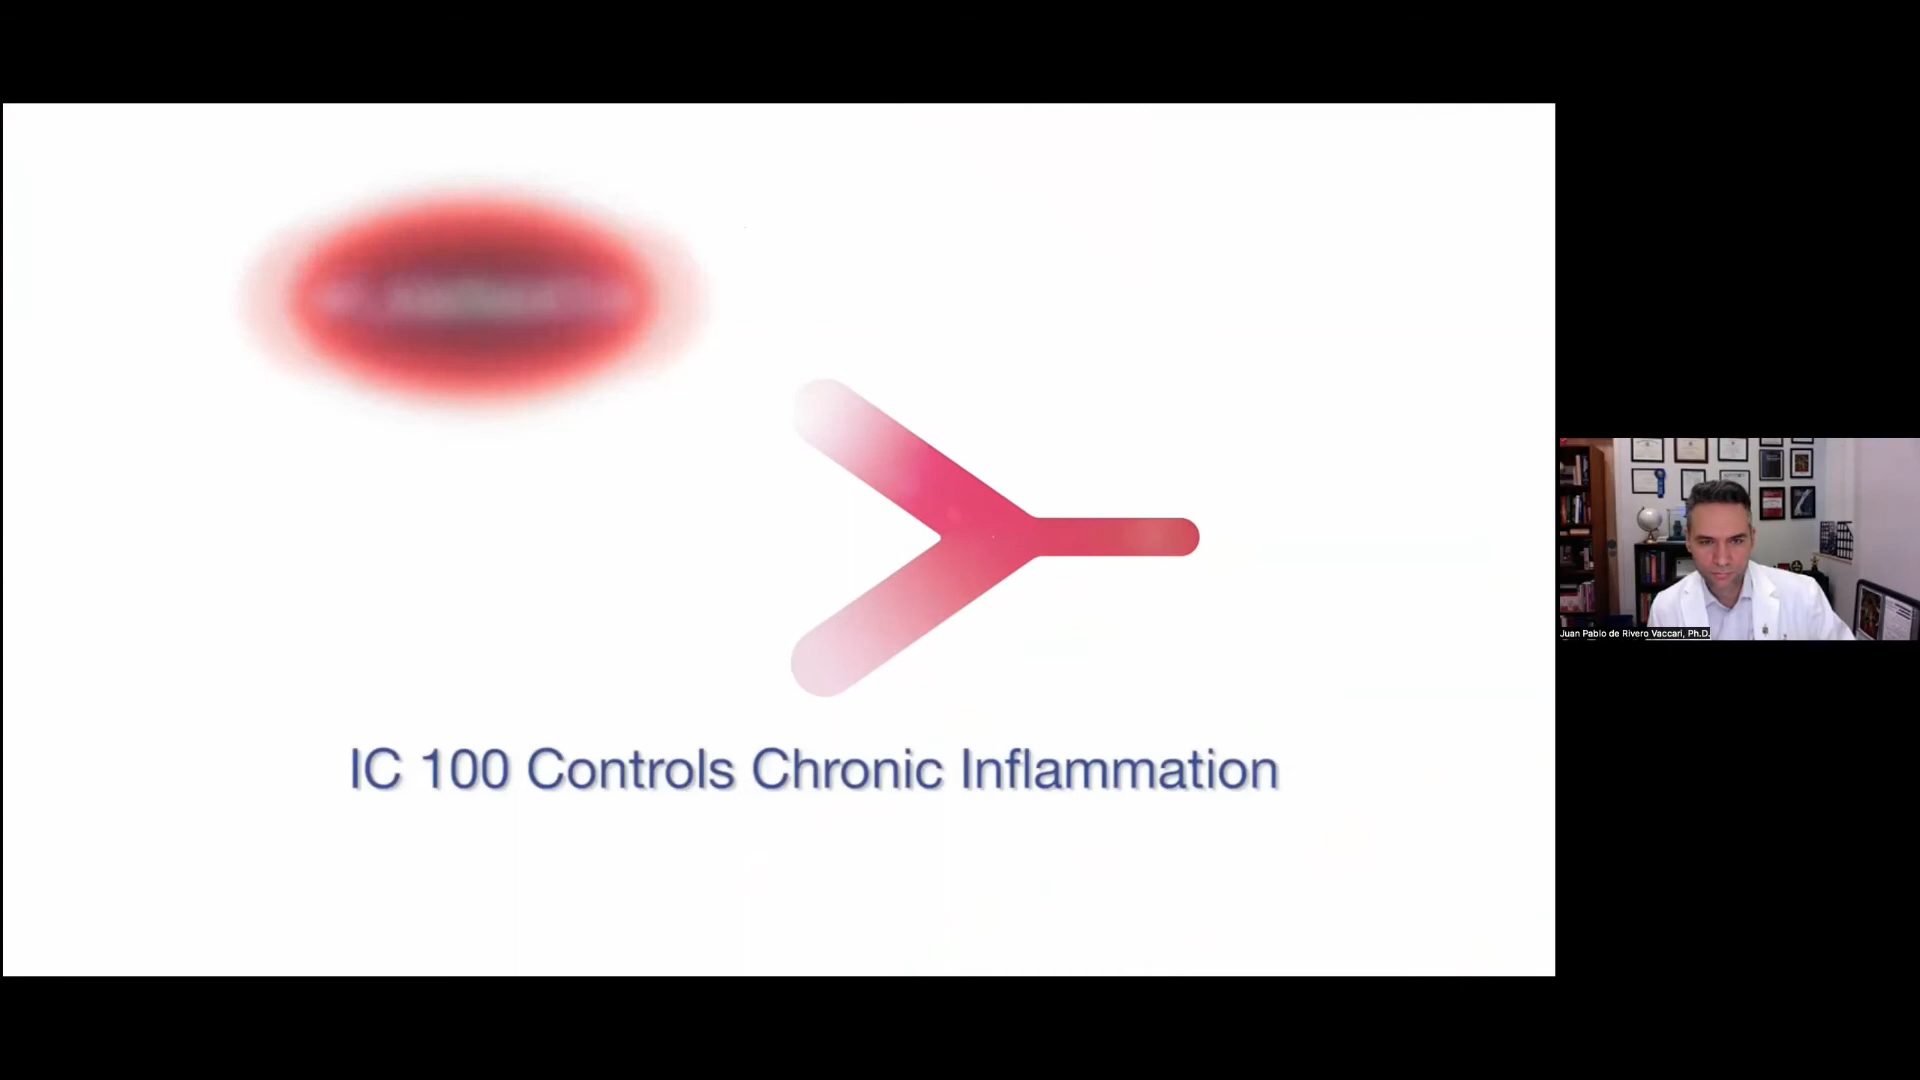 IC 100 Controls Chronic Inflammation
Juan Pablo de Rivero Vaccari, Ph.D.